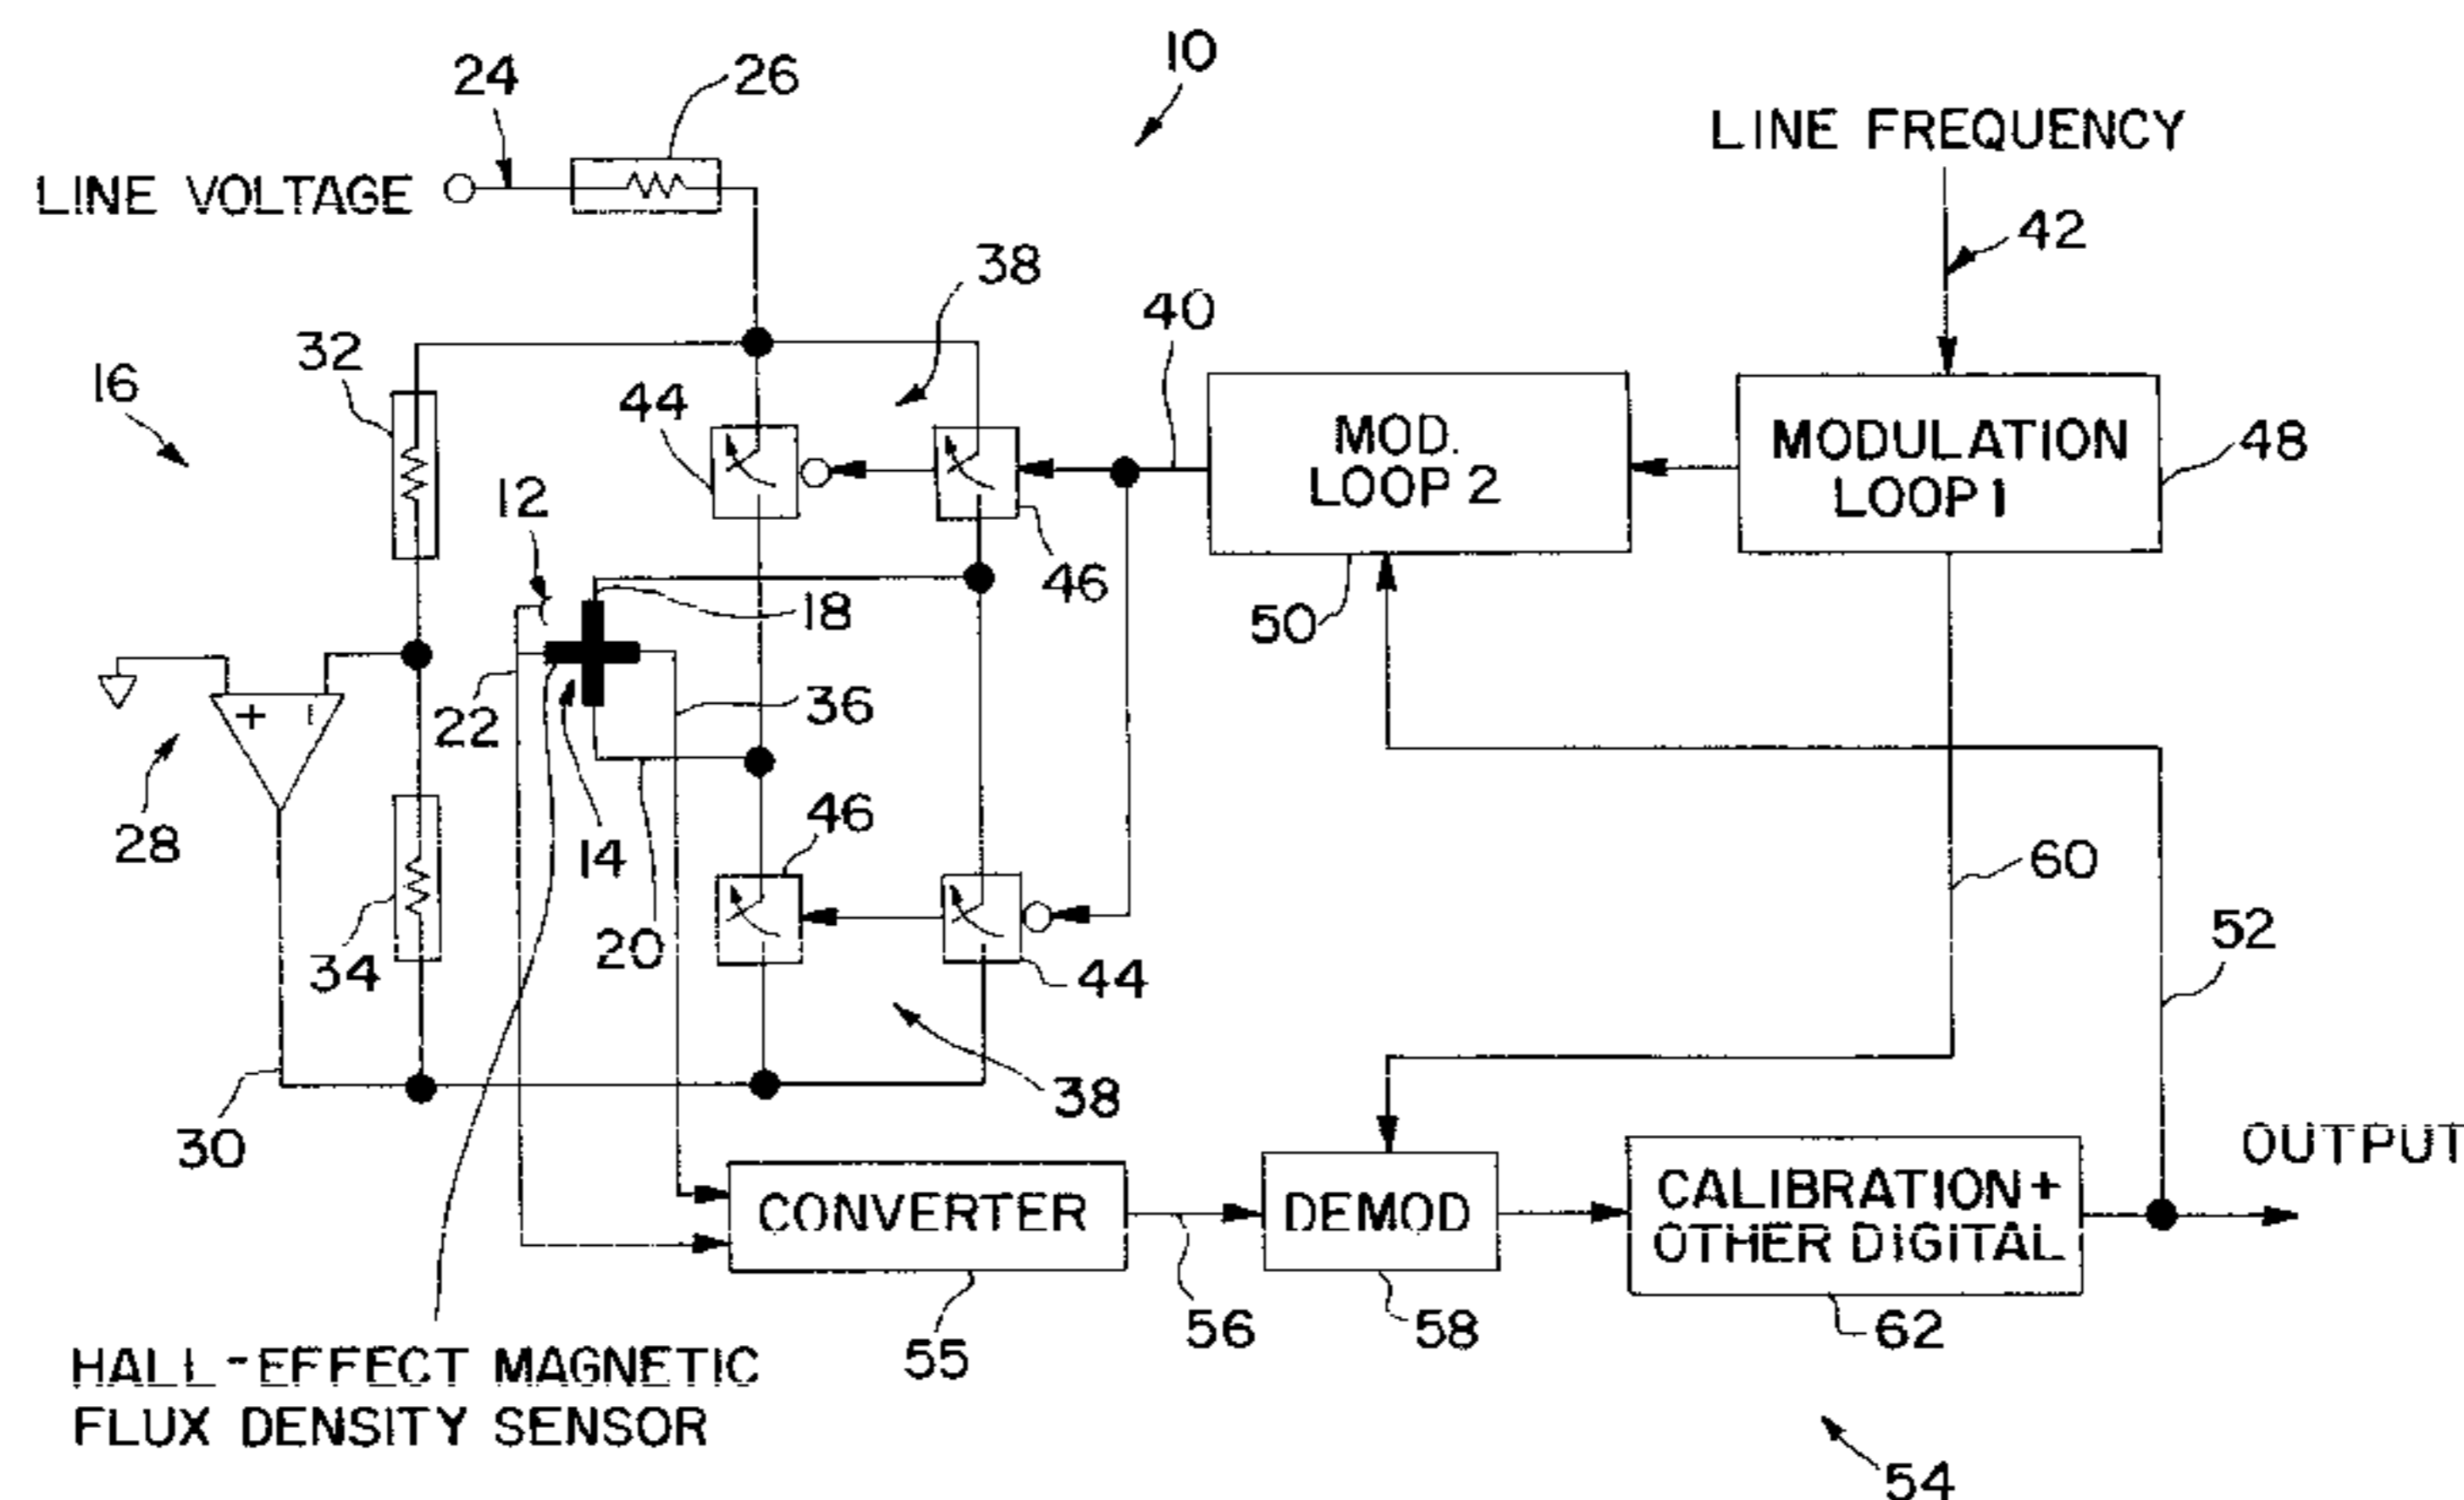 10
24
26
LINE FREQUENCY
LINE VOLTAGE
42
38
40
32
16
44
MOD.
LOOP 2
MODULATION
LOOP 1
48
12
46
18
50
22
36
+
-
28
46
14
60
20
52
34
44
38
30
OUTPUT
CONVERTER
DEMOD
CALIBRATION +
OTHER DIGITAL
56
58
62
55
HALL-EFFECT MAGNETIC
FLUX DENSITY SENSOR
54